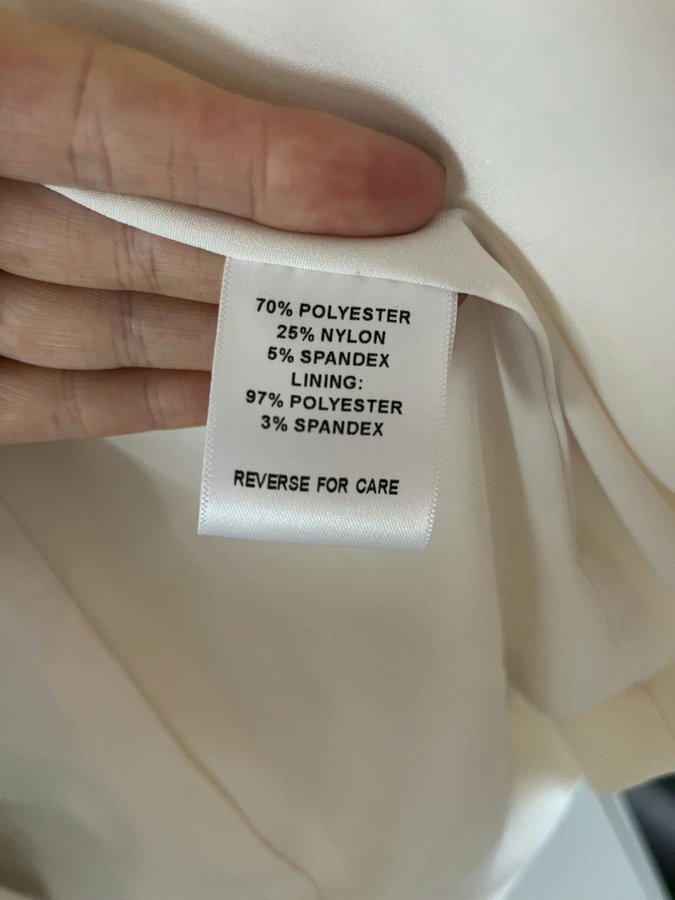 70% POLYESTER
25% NYLON
5% SPANDEX
LINING:
97% POLYESTER
3% SPANDEX
REVERSE FOR CARE